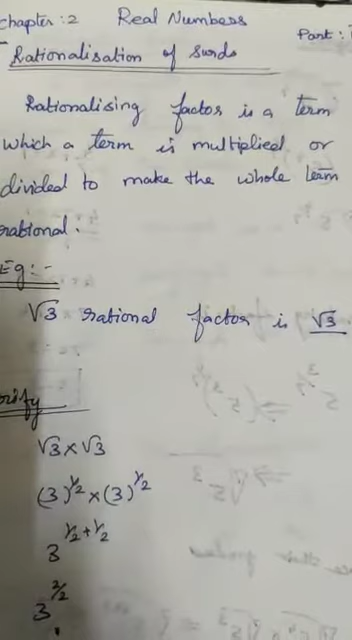 Chapter : 2 Real Numbers
Part :
Rationalisation of surds
Rationalising factor is a term
which a term is multiplied or
divided to make the whole term
rational.
Eg:-
√3 rational factor is √3
√3×√3
(3)^1/2 × (3)^1/2
3^1/2+1/2
3^2/2